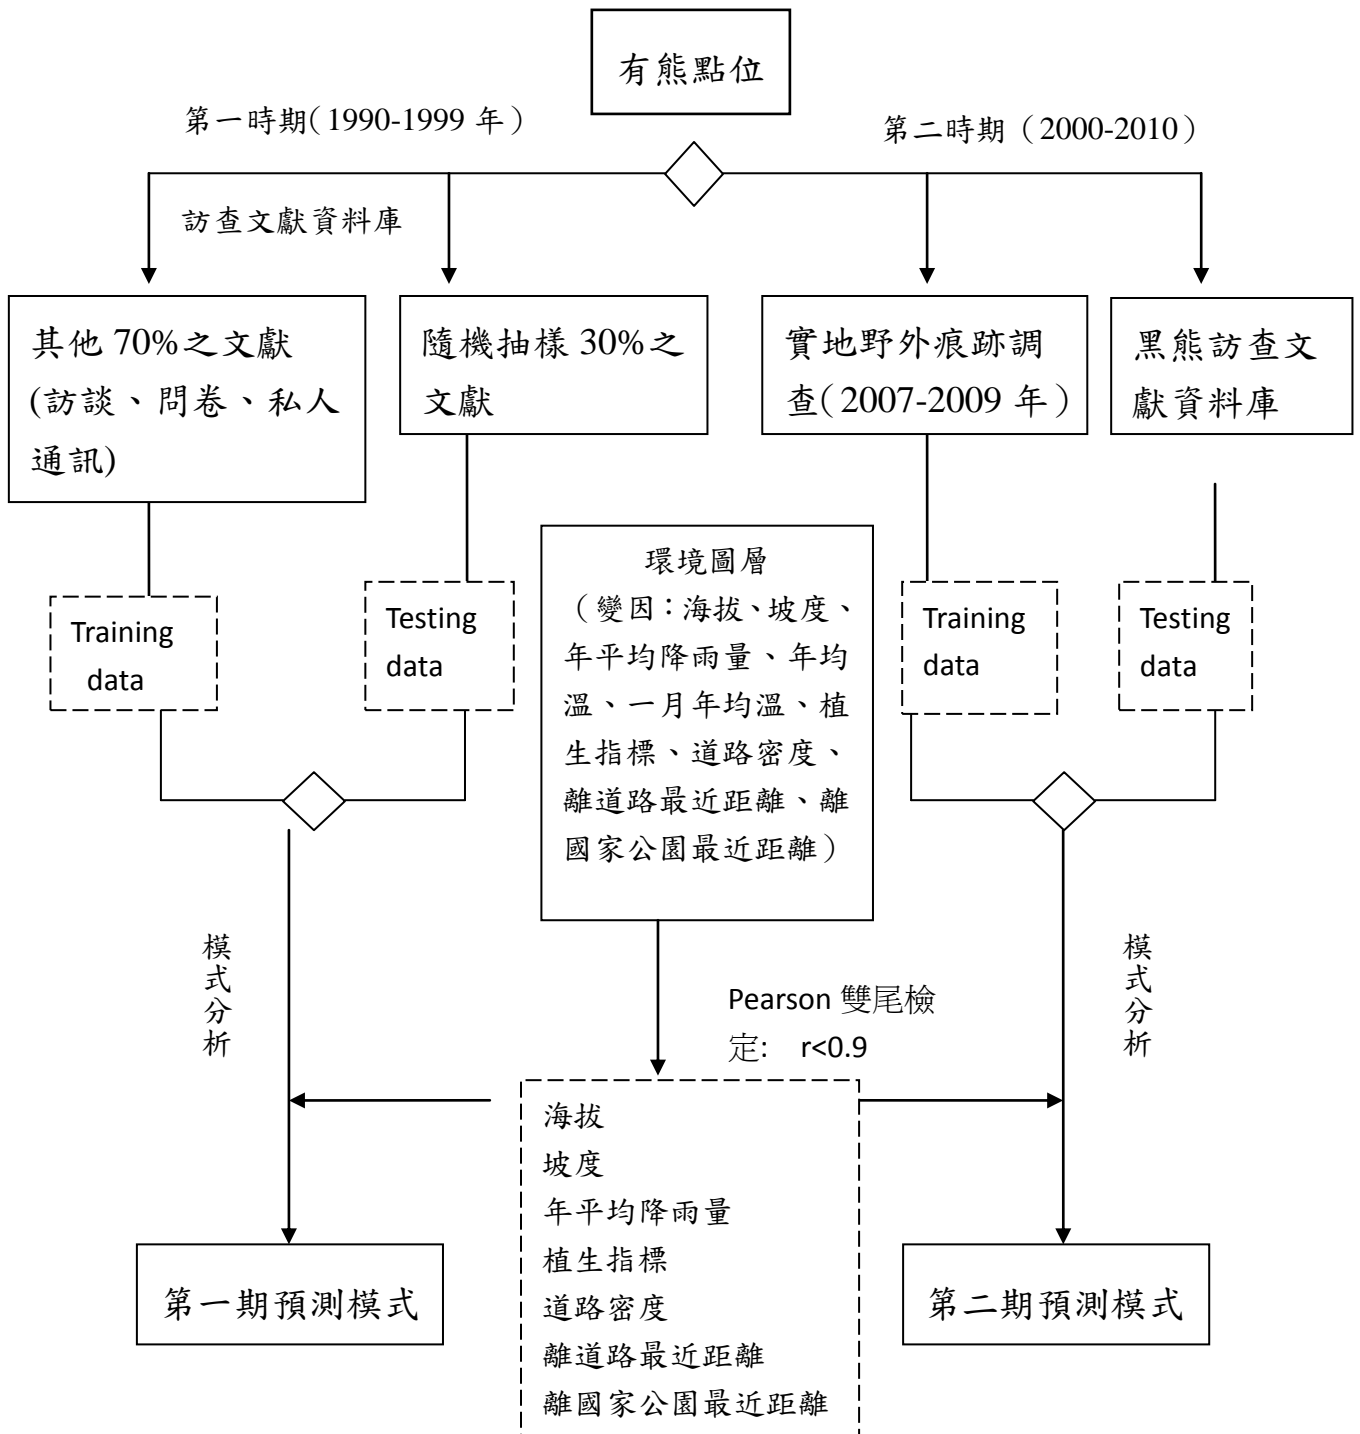 有熊點位
第一時期（1990-1999 年）
第二時期（2000-2010）
訪查文獻資料庫
其他 70%之文獻
(訪談、問卷、私人
通訊)
隨機抽樣 30%之
文獻
實地野外痕跡調
查（2007-2009 年）
黑熊訪查文
獻資料庫
Training
data
Testing
data
環境圖層
（變因：海拔、坡度、
年平均降雨量、年均
溫、一月年均溫、植
生指標、道路密度、
離道路最近距離、離
國家公園最近距離）
Training
data
Testing
data
模式分析
Pearson 雙尾檢
定: r<0.9
模式分析
海拔
坡度
年平均降雨量
植生指標
道路密度
離道路最近距離
離國家公園最近距離
第一期預測模式
第二期預測模式